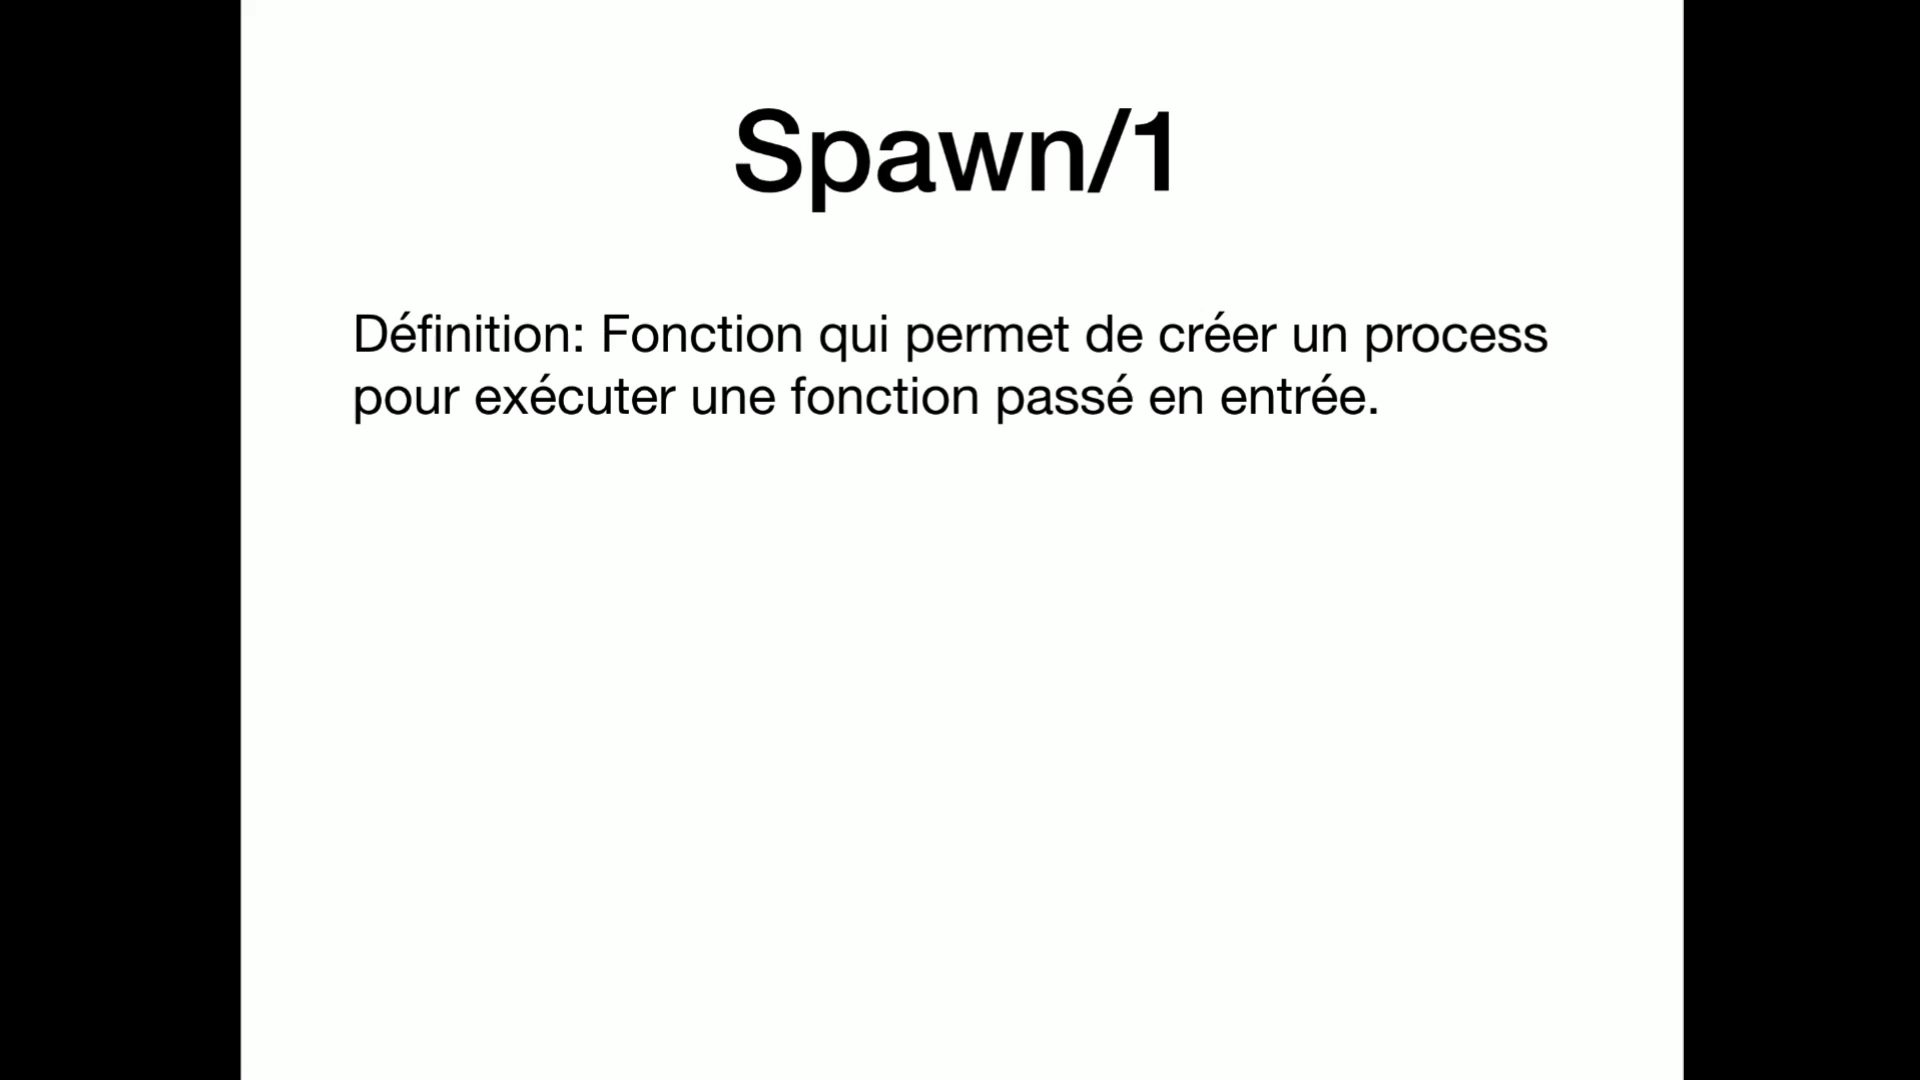 Spawn/1
Définition: Fonction qui permet de créer un process
pour exécuter une fonction passé en entrée.